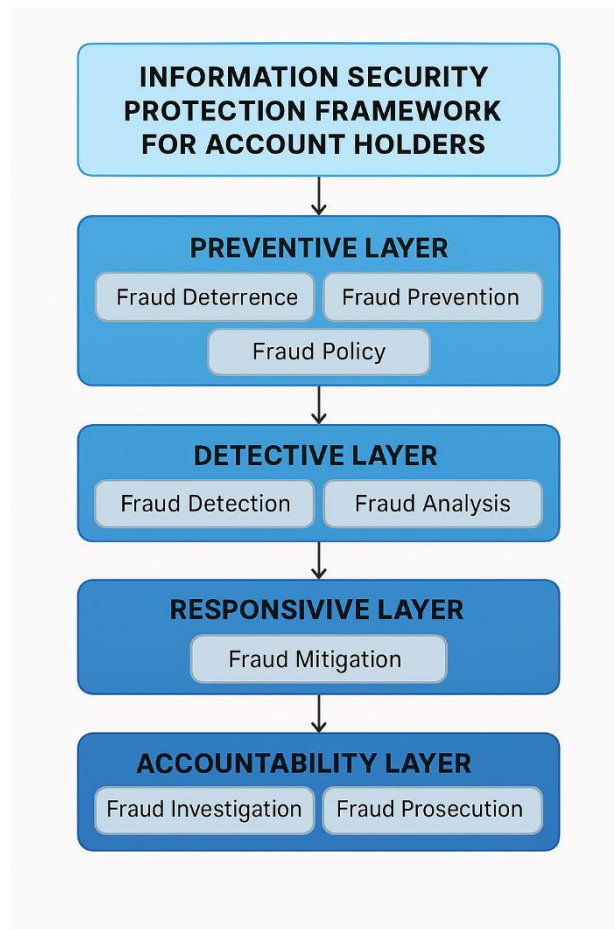 INFORMATION SECURITY
PROTECTION FRAMEWORK
FOR ACCOUNT HOLDERS
PREVENTIVE LAYER
Fraud Deterrence
Fraud Prevention
Fraud Policy
DETECTIVE LAYER
Fraud Detection
Fraud Analysis
RESPONSIVIVE LAYER
Fraud Mitigation
ACCOUNTABILITY LAYER
Fraud Investigation
Fraud Prosecution